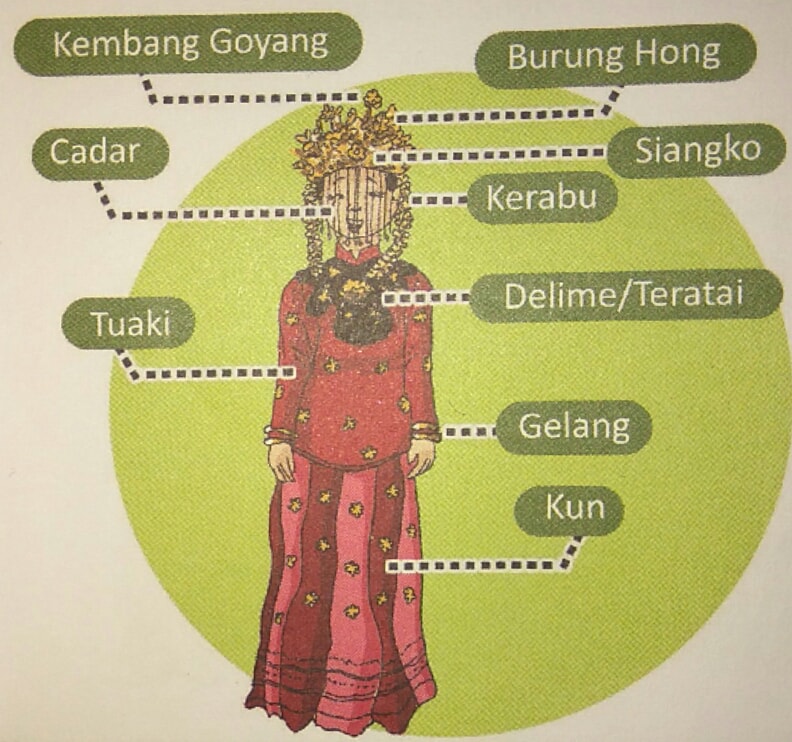 Kembang Goyang
Burung Hong
Cadar
Siangko
Kerabu
Delime/Teratai
Tuaki
Gelang
Kun